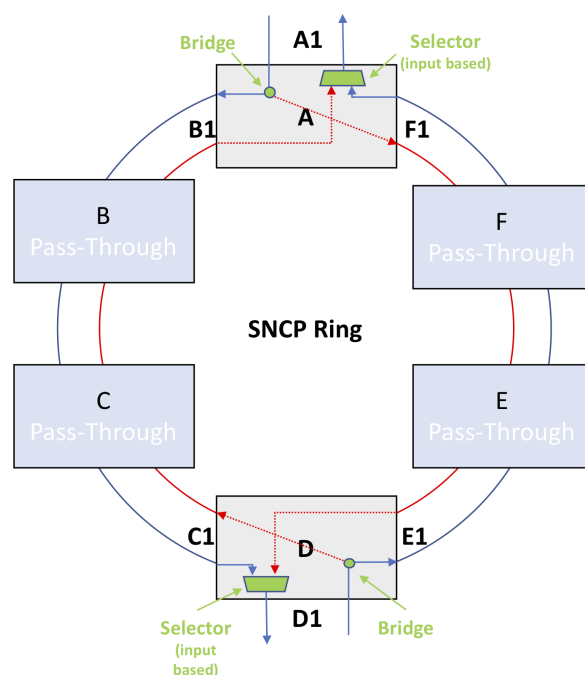 A1
Bridge
Selector
(input based)
A
B1
F1
B
Pass-Through
F
Pass-Through
SNCP Ring
C
Pass-Through
E
Pass-Through
C1
D
E1
D1
Selector
(input
based)
Bridge